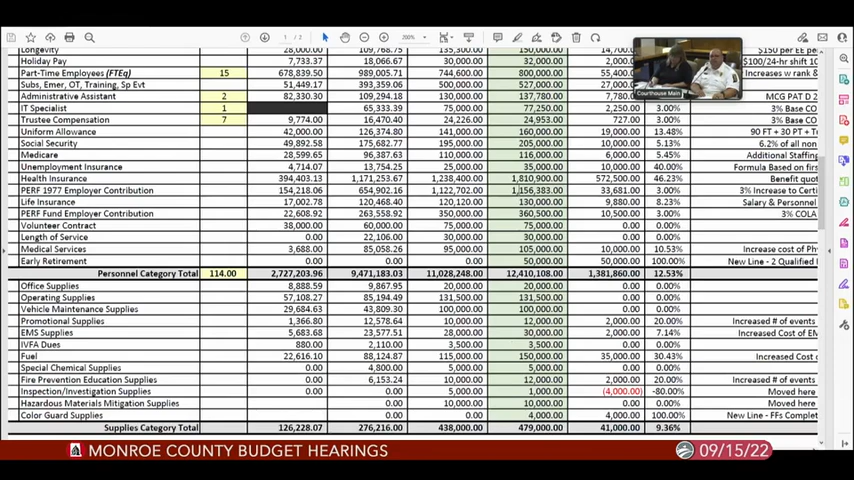 1 / 2 200%
Longevity 28,000.00 109,768.75 135,300.00 150,000.00 14,700. $150 per EE
Holiday Pay 7,733.37 18,066.67 30,000.00 32,000.00 2,000. $100/24-hr shift 10
Part-Time Employees (FTEq) 15 678,839.50 989,005.71 744,600.00 800,000.00 55,400. Increases w rank &
Subs, Emer, OT, Training, Sp Evt 51,449.17 393,359.06 500,000.00 527,000.00 27,000.
Administrative Assistant 2 82,330.30 109,294.18 130,000.00 137,780.00 7,780. MCG PAT D 2
IT Specialist 1 65,333.39 75,000.00 77,250.00 2,250.00 3.00% 3% Base CO
Trustee Compensation 7 9,774.00 16,470.40 24,226.00 24,953.00 727.00 3.00% 3% Base CO
Uniform Allowance 42,000.00 126,374.80 141,000.00 160,000.00 19,000.00 13.48% 90 FT + 30 PT + T
Social Security 49,892.58 175,682.77 195,000.00 205,000.00 10,000.00 5.13% 6.2% of all non
Medicare 28,599.65 96,387.63 110,000.00 116,000.00 6,000.00 5.45% Additional Staffing
Unemployment Insurance 4,714.07 13,754.25 25,000.00 35,000.00 10,000.00 40.00% Formula Based on first
Health Insurance 394,403.13 1,171,253.67 1,238,400.00 1,810,900.00 572,500.00 46.23% Benefit quot
PERF 1977 Employer Contribution 154,218.06 654,902.16 1,122,702.00 1,156,383.00 33,681.00 3.00% 3% Increase to Certi
Life Insurance 17,002.78 120,468.40 120,120.00 130,000.00 9,880.00 8.23% Salary & Personnel
PERF Fund Employer Contribution 22,608.92 263,558.92 350,000.00 360,500.00 10,500.00 3.00% 3% COLA
Volunteer Contract 38,000.00 60,000.00 75,000.00 75,000.00 0.00 0.00%
Length of Service 22,106.00 30,000.00 30,000.00 0.00 0.00%
Medical Services 3,688.00 85,058.26 95,000.00 105,000.00 10,000.00 10.53% Increase cost of Ph
Early Retirement 0.00 0.00 0.00 50,000.00 50,000.00 100.00% New Line - 2 Qualified
Personnel Category Total 114.00 2,727,203.96 9,471,183.03 11,028,248.00 12,410,108.00 1,381,860.00 12.53%
Office Supplies 8,888.59 9,867.95 20,000.00 20,000.00 0.00 0.00%
Operating Supplies 57,108.27 85,194.49 131,500.00 131,500.00 0.00 0.00%
Vehicle Maintenance Supplies 29,684.63 43,809.30 100,000.00 100,000.00 0.00 0.00%
Promotional Supplies 1,366.80 12,578.64 10,000.00 12,000.00 2,000.00 20.00% Increased # of events
EMS Supplies 5,683.68 23,577.51 28,000.00 30,000.00 2,000.00 7.14% Increased Cost of EM
IVFA Dues 880.00 2,110.00 3,500.00 3,500.00 0.00 0.00%
Fuel 22,616.10 88,124.87 115,000.00 150,000.00 35,000.00 30.43% Increased Cost o
Special Chemical Supplies 0.00 4,800.00 5,000.00 5,000.00 0.00 0.00%
Fire Prevention Education Supplies 0.00 6,153.24 10,000.00 12,000.00 2,000.00 20.00% Increased # of events
Inspection/Investigation Supplies 0.00 0.00 5,000.00 1,000.00 (4,000.00) -80.00% Moved here
Hazardous Materials Mitigation Supplies 10,000.00 10,000.00 0.00 0.00% Moved here
Color Guard Supplies 0.00 0.00 4,000.00 4,000.00 100.00% New Line - FFs Complet
Supplies Category Total 126,228.07 276,216.00 438,000.00 479,000.00 41,000.00 9.36%
Courthouse Main
MONROE COUNTY BUDGET HEARINGS 09/15/22